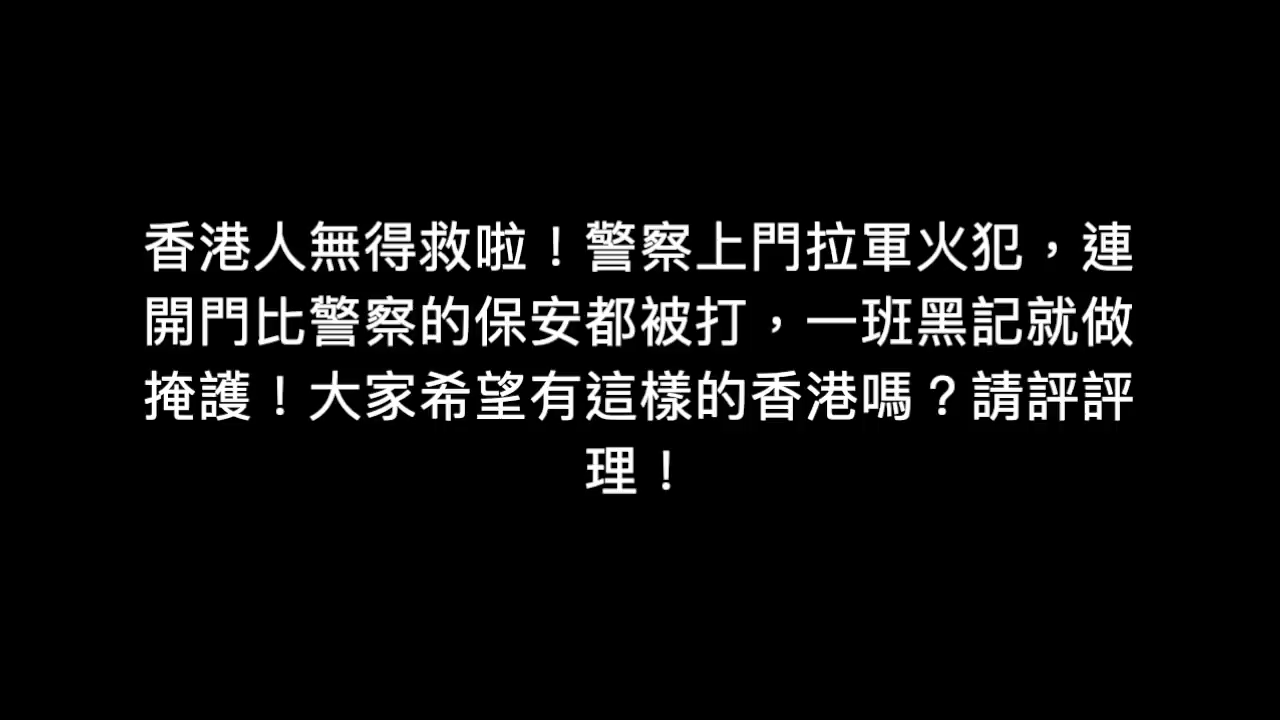 香港人無得救啦！警察上門拉軍火犯，連
開門比警察的保安都被打，一班黑記就做
掩護！大家希望有這樣的香港嗎？請評評
理！